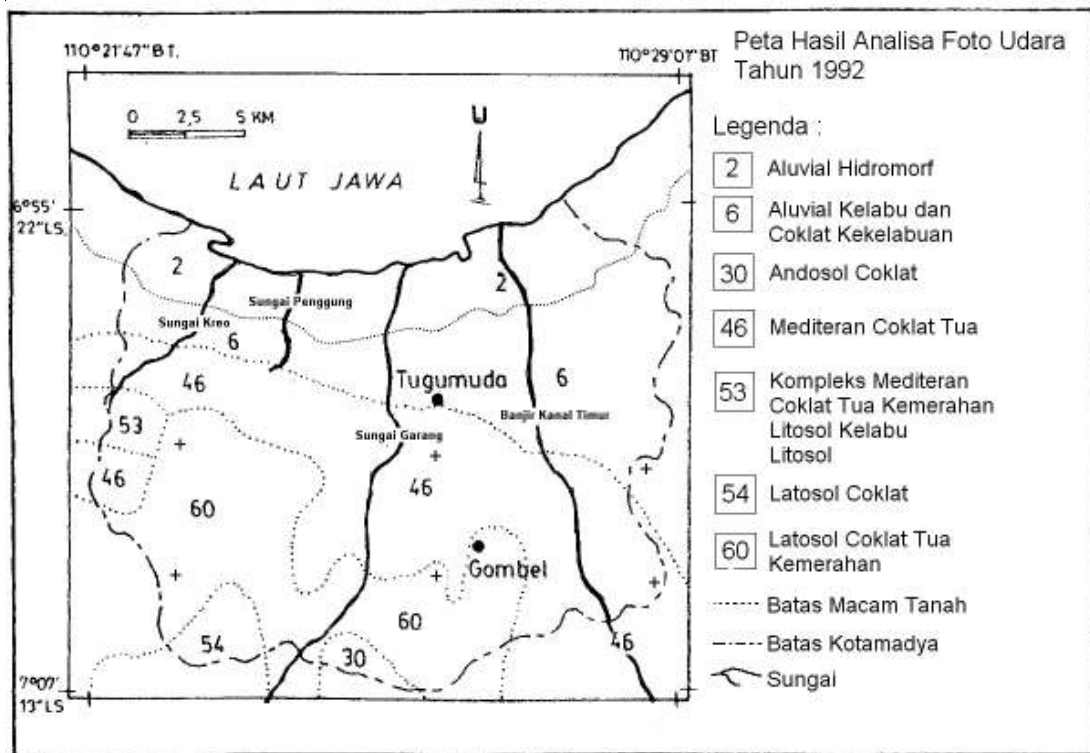 110°21'47"BT.
110°29'01"BT
Peta Hasil Analisa Foto Udara
Tahun 1992
0 2,5 5 KM
U
LAUT JAWA
6°55'
22"LS.
2
Sungai Penggung
Sungai Kreo
6
46
2
Tugumuda
6
Banjir Kanal Timur
53
Sungai Garang
46
46
60
Gombel
60
54
30
46
7°07'
13"LS
Legenda :
2 Aluvial Hidromorf
6 Aluvial Kelabu dan
Coklat Kekelabuan
30 Andosol Coklat
46 Mediteran Coklat Tua
53 Kompleks Mediteran
Coklat Tua Kemerahan
Litosol Kelabu
Litosol
54 Latosol Coklat
60 Latosol Coklat Tua
Kemerahan
Batas Macam Tanah
Batas Kotamadya
Sungai